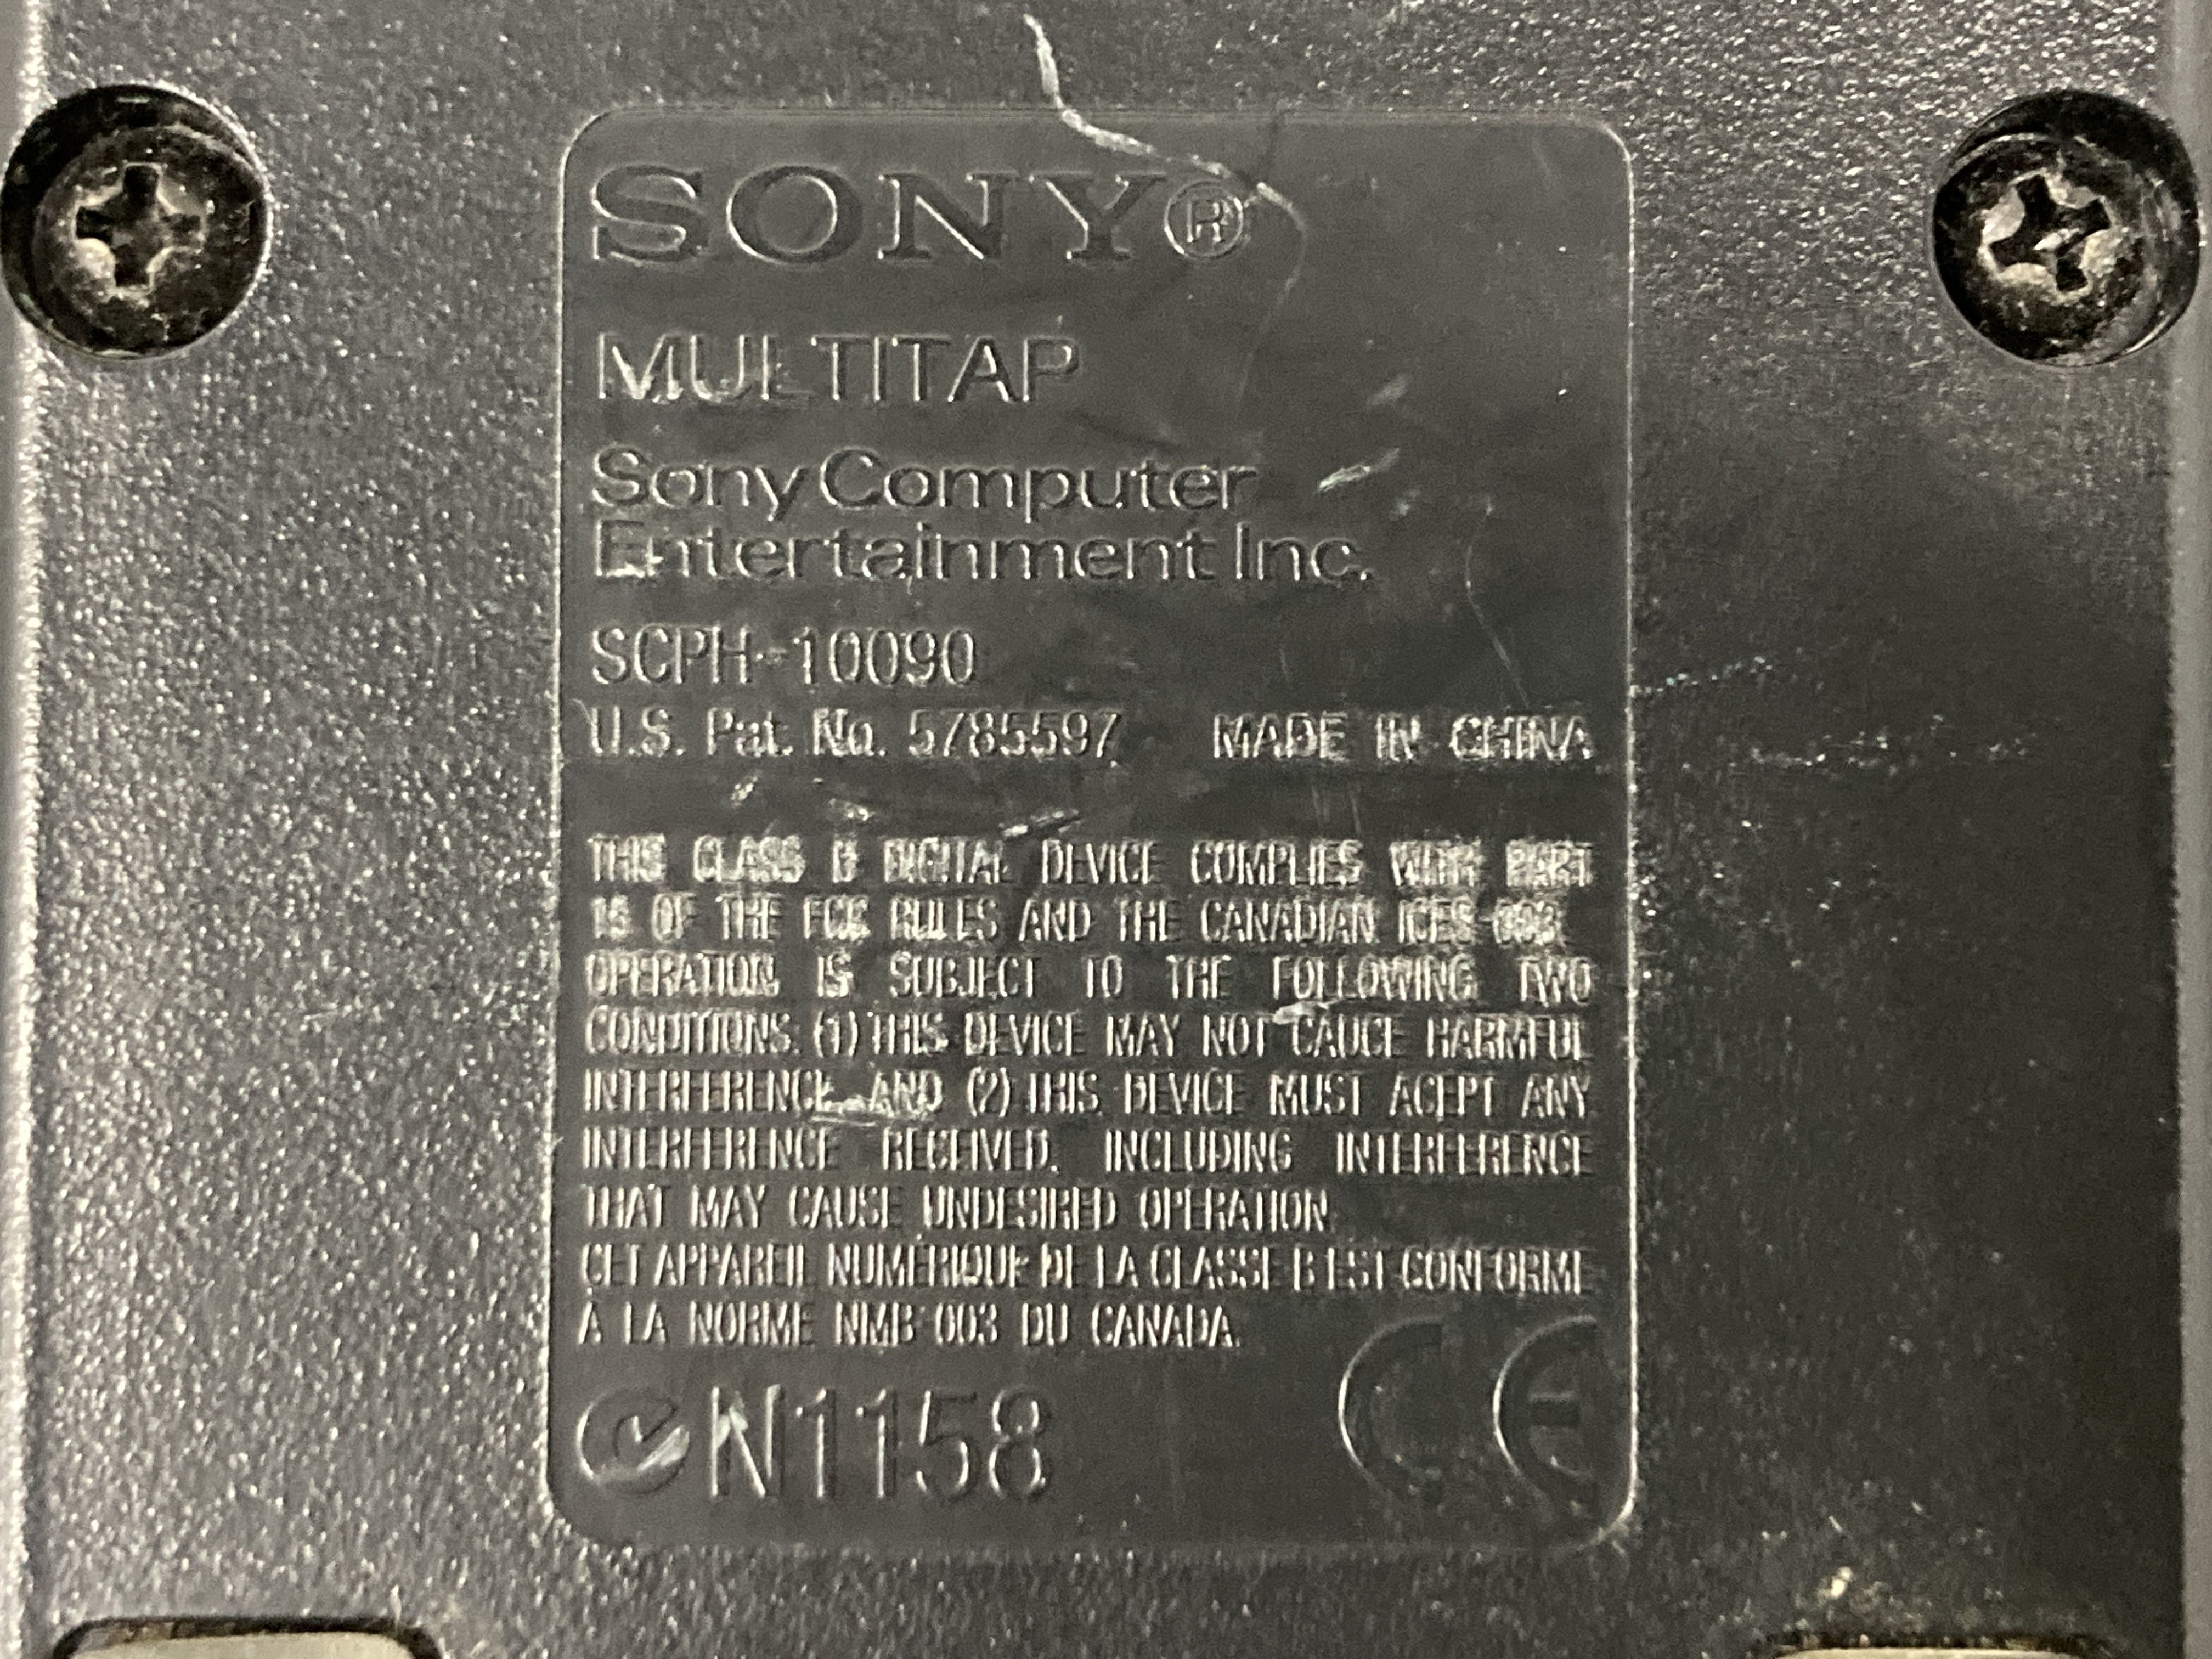 SONY®
MULTITAP
Sony Computer
Entertainment Inc.
SCPH-10090
U.S. Pat. No. 5785597 MADE IN CHINA
THIS CLASS B DIGITAL DEVICE COMPLIES WITH PART
15 OF THE FCC RULES AND THE CANADIAN ICES-003.
OPERATION IS SUBJECT TO THE FOLLOWING TWO
CONDITIONS. (1) THIS DEVICE MAY NOT CAUCE HARMFUL
INTERFERENCE, AND (2) THIS DEVICE MUST ACEPT ANY
INTERFERENCE RECEIVED, INCLUDING INTERFERENCE
THAT MAY CAUSE UNDESIRED OPERATION.
CET APPAREIL NUMERIQUE DE LA CLASSE B EST CONFORME
A LA NORME NMB-003 DU CANADA.
N1158 CE